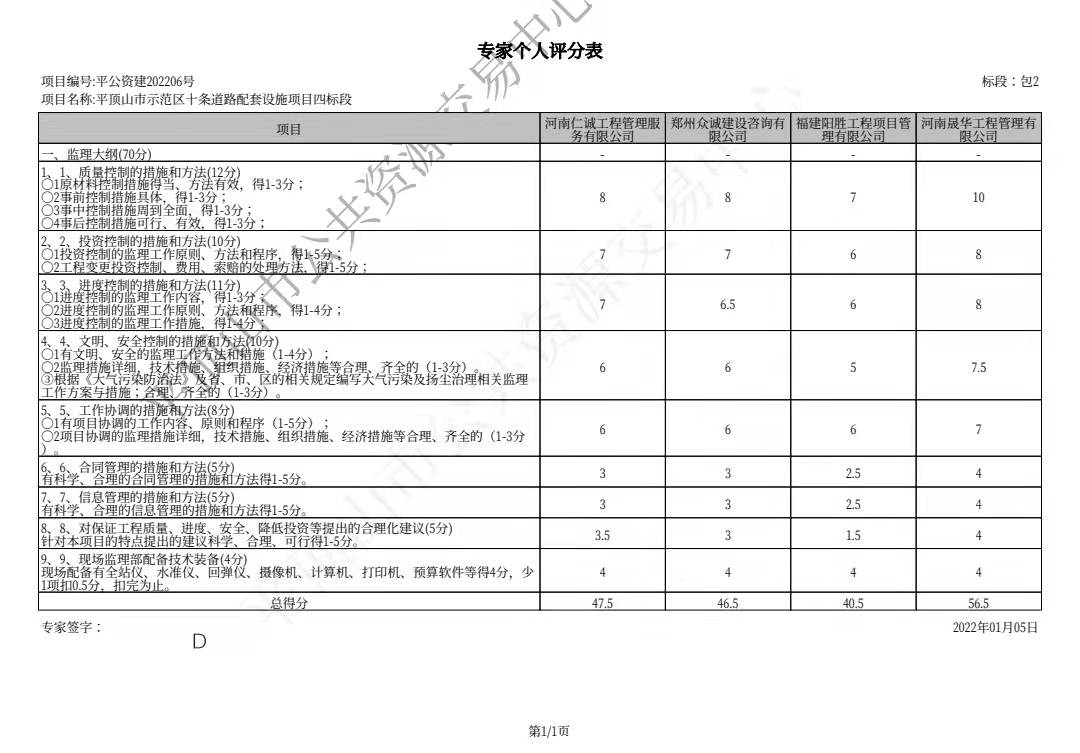 专家个人评分表
项目编号:平公资建202206号
标段：包2
项目名称:平顶山市示范区十条道路配套设施项目四标段
项目
河南仁诚工程管理服
务有限公司
郑州众诚建设咨询有
限公司
福建阳胜工程项目管
理有限公司
河南晟华工程管理有
限公司
一、监理大纲(70分)
-
-
-
-
1、1、质量控制的措施和方法(12分)
○1原材料控制措施得当、方法有效，得1-3分；
○2事前控制措施具体，得1-3分；
○3事中控制措施周到全面，得1-3分；
○4事后控制措施可行、有效，得1-3分；
8
8
7
10
2、2、投资控制的措施和方法(10分)
○1投资控制的监理工作原则、方法和程序，得1-5分；
○2工程变更投资控制、费用、索赔的处理方法，得1-5分；
7
7
6
8
3、3、进度控制的措施和方法(11分)
○1进度控制的监理工作内容，得1-3分；
○2进度控制的监理工作原则、方法和程序，得1-4分；
○3进度控制的监理工作措施，得1-4分
7
6.5
6
8
4、4、文明、安全控制的措施和方法(10分)
○1有文明、安全的监理工作方法和措施（1-4分）；
○2监理措施详细，技术措施、组织措施、经济措施等合理、齐全的（1-3分）。
③根据《大气污染防治法》及省、市、区的相关规定编写大气污染及扬尘治理相关监理
工作方案与措施；合理、齐全的（1-3分）。
6
6
5
7.5
5、5、工作协调的措施和方法(8分)
○1有项目协调的工作内容、原则和程序（1-5分）；
○2项目协调的监理措施详细，技术措施、组织措施、经济措施等合理、齐全的（1-3分
）。
6
6
6
7
6、6、合同管理的措施和方法(5分)
有科学、合理的合同管理的措施和方法得1-5分。
3
3
2.5
4
7、7、信息管理的措施和方法(5分)
有科学、合理的信息管理的措施和方法得1-5分。
3
3
2.5
4
8、8、对保证工程质量、进度、安全、降低投资等提出的合理化建议(5分)
针对本项目的特点提出的建议科学、合理、可行得1-5分。
3.5
3
1.5
4
9、9、现场监理部配备技术装备(4分)
现场配备有全站仪、水准仪、回弹仪、摄像机、计算机、打印机、预算软件等得4分，少
1项扣0.5分，扣完为止。
4
4
4
4
总得分
47.5
46.5
40.5
56.5
专家签字：
2022年01月05日
D
第1/1页
平顶山市公共资源交易中心
平顶山市公共资源交易中心